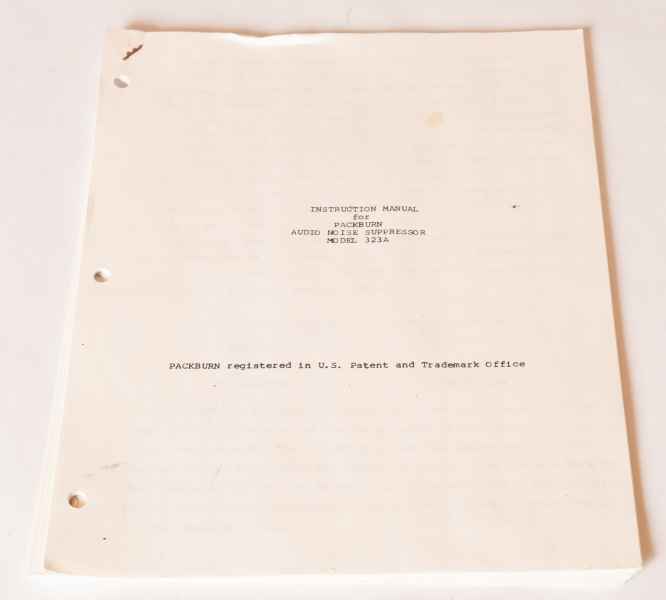 INSTRUCTION MANUAL
for
PACKBURN
AUDIO NOISE SUPPRESSOR
MODEL 323A
PACKBURN registered in U.S. Patent and Trademark Office